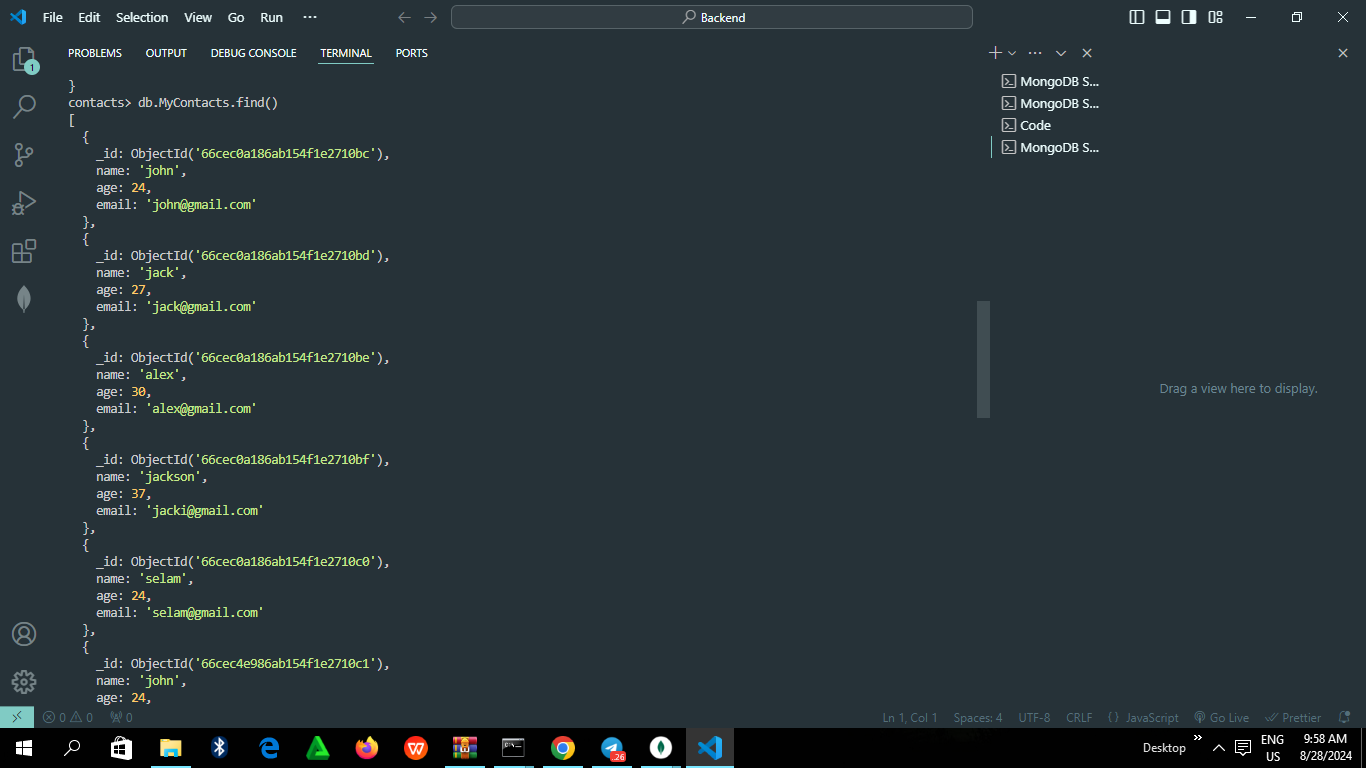 File Edit Selection View Go Run ··· Backend
PROBLEMS OUTPUT DEBUG CONSOLE TERMINAL PORTS
}
contacts> db.MyContacts.find()
[
  {
    _id: ObjectId('66cec0a186ab154f1e2710bc'),
    name: 'john',
    age: 24,
    email: 'john@gmail.com'
  },
  {
    _id: ObjectId('66cec0a186ab154f1e2710bd'),
    name: 'jack',
    age: 27,
    email: 'jack@gmail.com'
  },
  {
    _id: ObjectId('66cec0a186ab154f1e2710be'),
    name: 'alex',
    age: 30,
    email: 'alex@gmail.com'
  },
  {
    _id: ObjectId('66cec0a186ab154f1e2710bf'),
    name: 'jackson',
    age: 37,
    email: 'jacki@gmail.com'
  },
  {
    _id: ObjectId('66cec0a186ab154f1e2710c0'),
    name: 'selam',
    age: 24,
    email: 'selam@gmail.com'
  },
  {
    _id: ObjectId('66cec4e986ab154f1e2710c1'),
    name: 'john',
    age: 24,
MongoDB S...
MongoDB S...
Code
MongoDB S...
Drag a view here to display.
1
0 0 0 Ln 1, Col 1 Spaces: 4 UTF-8 CRLF {} JavaScript Go Live Prettier
W C:\_ 26 Desktop » ENG 9:58 AM
US 8/28/2024